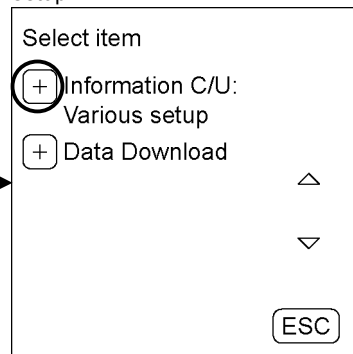 Select item
+ Information C/U:
Various setup
+ Data Download
ESC